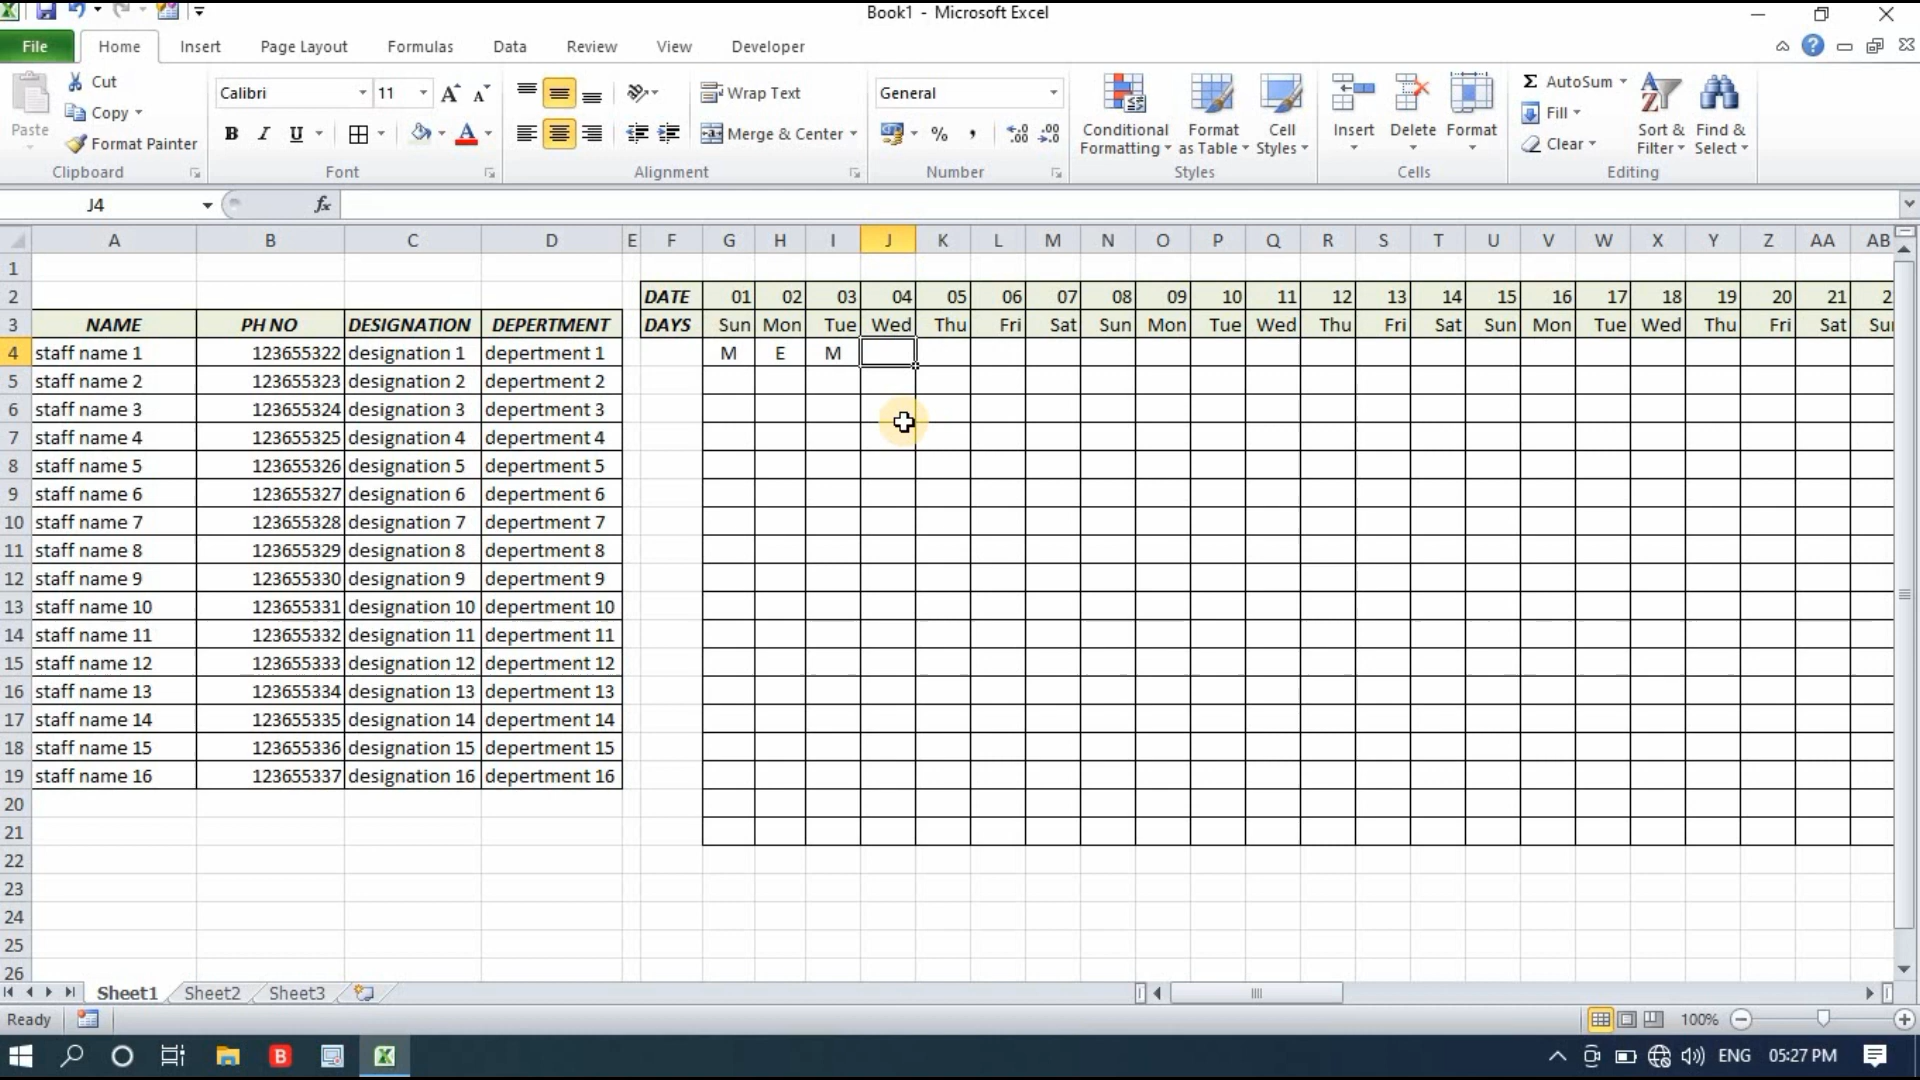 Book1 - Microsoft Excel
File Home Insert Page Layout Formulas Data Review View Developer
Paste
Cut
Copy
Format Painter
Clipboard
Calibri 11
B I U
Font
Wrap Text
Merge & Center
Alignment
General
% ,
Number
Conditional Formatting
Format as Table
Cell Styles
Styles
Insert Delete Format
Cells
Σ AutoSum
Fill
Clear
Sort & Filter
Find & Select
Editing
J4 fx
A B C D E F G H I J K L M N O P Q R S T U V W X Y Z AA AB
1
2 DATE 01 02 03 04 05 06 07 08 09 10 11 12 13 14 15 16 17 18 19 20 21 2
3 NAME PH NO DESIGNATION DEPERTMENT DAYS Sun Mon Tue Wed Thu Fri Sat Sun Mon Tue Wed Thu Fri Sat Sun Mon Tue Wed Thu Fri Sat Su
4 staff name 1 123655322 designation 1 depertment 1 M E M
5 staff name 2 123655323 designation 2 depertment 2
6 staff name 3 123655324 designation 3 depertment 3
7 staff name 4 123655325 designation 4 depertment 4
8 staff name 5 123655326 designation 5 depertment 5
9 staff name 6 123655327 designation 6 depertment 6
10 staff name 7 123655328 designation 7 depertment 7
11 staff name 8 123655329 designation 8 depertment 8
12 staff name 9 123655330 designation 9 depertment 9
13 staff name 10 123655331 designation 10 depertment 10
14 staff name 11 123655332 designation 11 depertment 11
15 staff name 12 123655333 designation 12 depertment 12
16 staff name 13 123655334 designation 13 depertment 13
17 staff name 14 123655335 designation 14 depertment 14
18 staff name 15 123655336 designation 15 depertment 15
19 staff name 16 123655337 designation 16 depertment 16
20
21
22
23
24
25
26
Sheet1 Sheet2 Sheet3
Ready 100%
ENG 05:27 PM